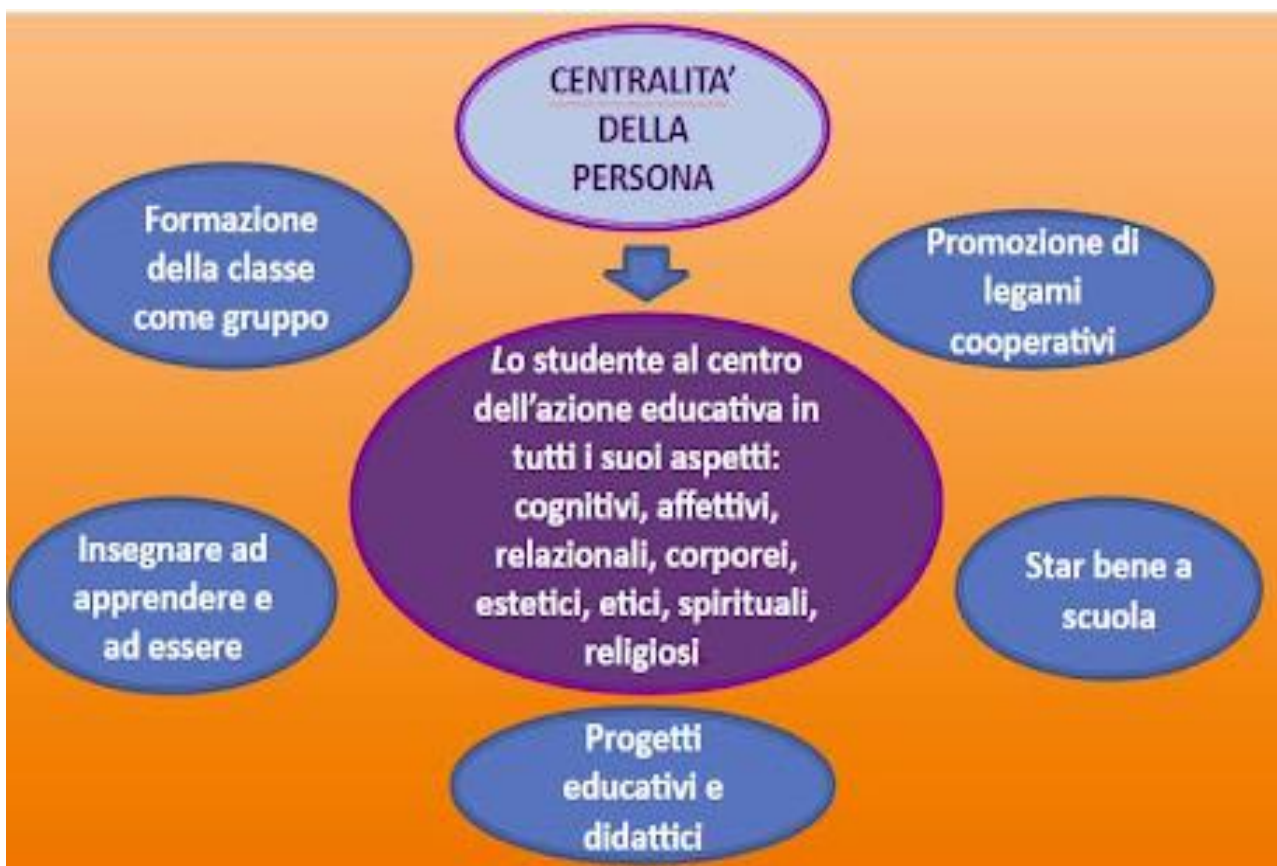 CENTRALITA'
DELLA
PERSONA
Formazione
della classe
come gruppo
Promozione di
legami
cooperativi
Lo studente al centro
dell'azione educativa in
tutti i suoi aspetti:
cognitivi, affettivi,
relazionali, corporei,
estetici, etici, spirituali,
religiosi
Insegnare ad
apprendere e
ad essere
Star bene a
scuola
Progetti
educativi e
didattici